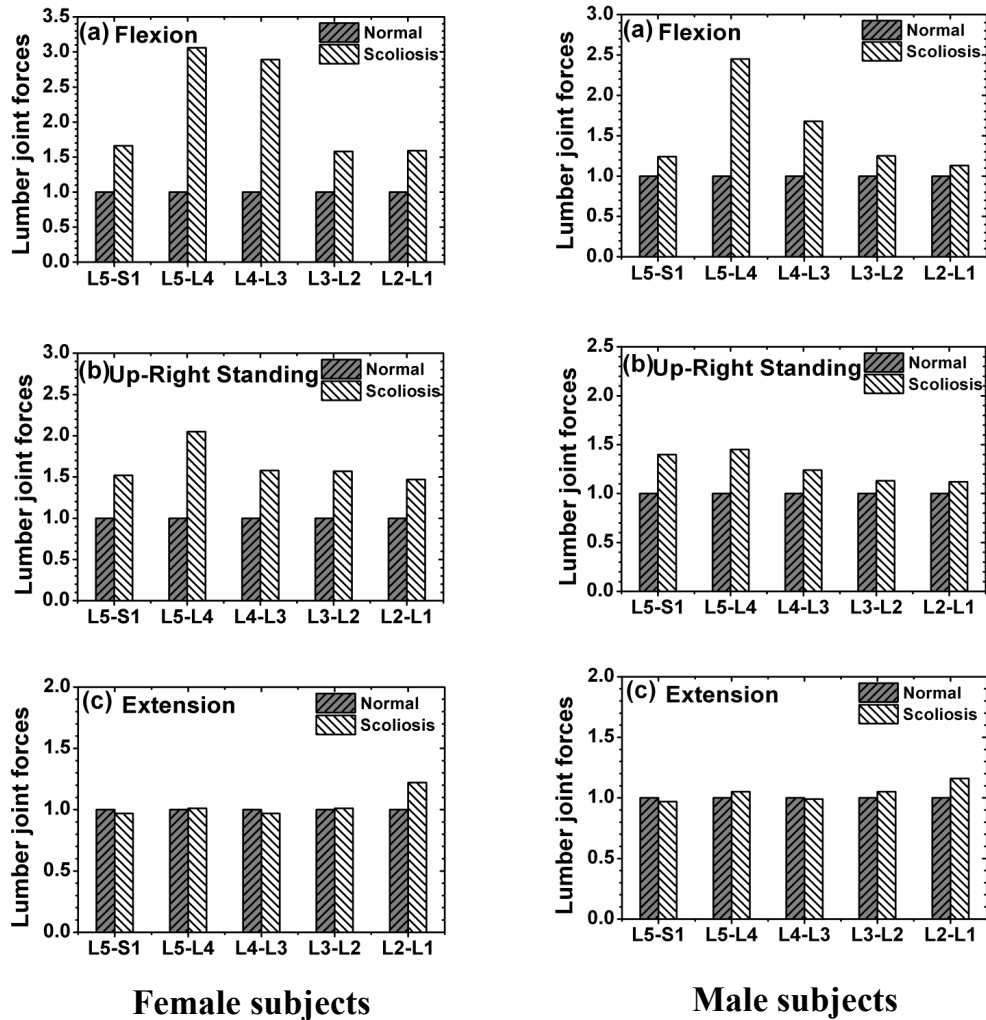 (a) Flexion
Normal
Scoliosis
Lumber joint forces
3.5
3.0
2.5
2.0
1.5
1.0
0.5
0.0
L5-S1 L5-L4 L4-L3 L3-L2 L2-L1
(b) Up-Right Standing
Normal
Scoliosis
Lumber joint forces
3.0
2.5
2.0
1.5
1.0
0.5
0.0
L5-S1 L5-L4 L4-L3 L3-L2 L2-L1
(c) Extension
Normal
Scoliosis
Lumber joint forces
2.0
1.5
1.0
0.5
0.0
L5-S1 L5-L4 L4-L3 L3-L2 L2-L1
Female subjects
(a) Flexion
Normal
Scoliosis
Lumber joint forces
3.0
2.5
2.0
1.5
1.0
0.5
0.0
L5-S1 L5-L4 L4-L3 L3-L2 L2-L1
(b) Up-Right Standing
Normal
Scoliosis
Lumber joint forces
2.5
2.0
1.5
1.0
0.5
0.0
L5-S1 L5-L4 L4-L3 L3-L2 L2-L1
(c) Extension
Normal
Scoliosis
Lumber joint forces
2.0
1.5
1.0
0.5
0.0
L5-S1 L5-L4 L4-L3 L3-L2 L2-L1
Male subjects